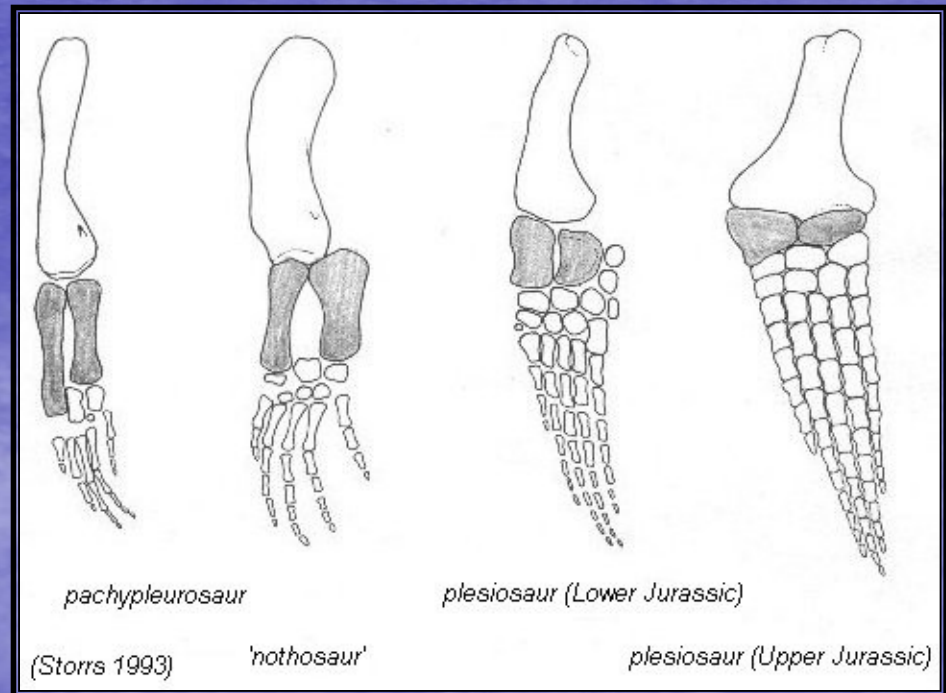 pachypleurosaur
plesiosaur (Lower Jurassic)
(Storrs 1993)
'nothosaur'
plesiosaur (Upper Jurassic)